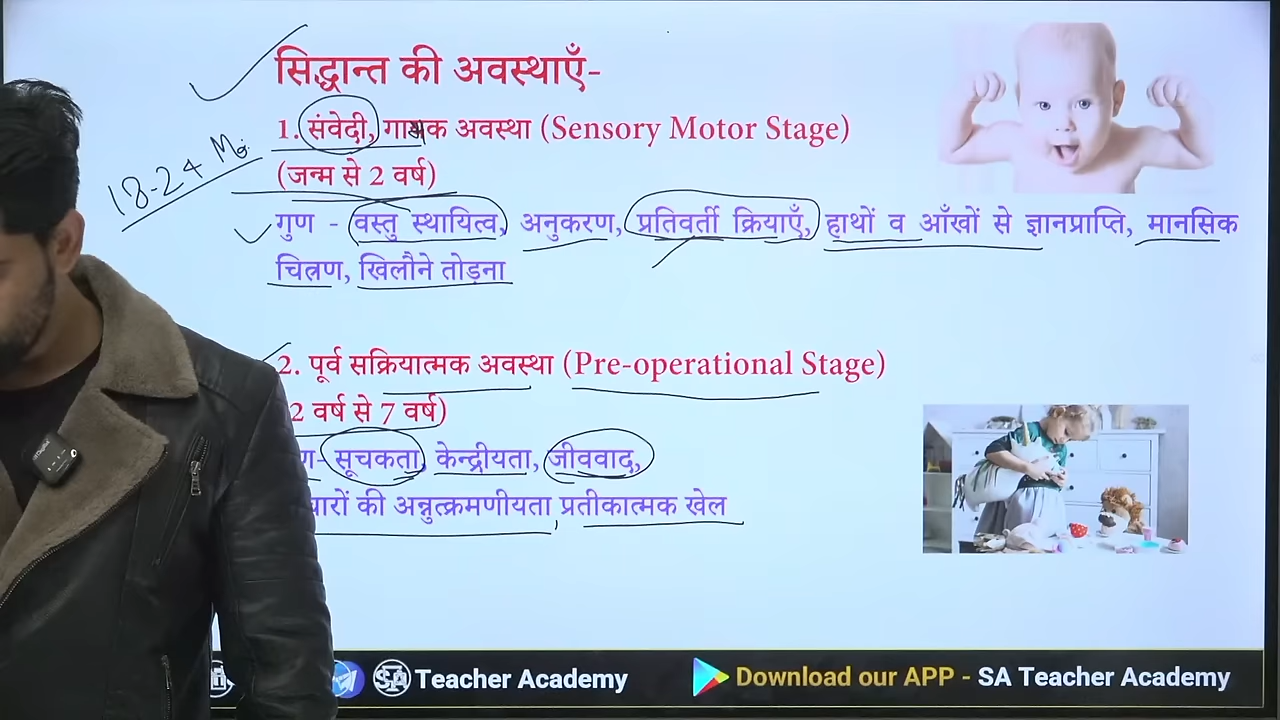 सिद्धान्त की अवस्थाएँ-
1. संवेदी, गामक अवस्था (Sensory Motor Stage)
18-24 Mo.
(जन्म से 2 वर्ष)
गुण - वस्तु स्थायित्व, अनुकरण, प्रतिवर्ती क्रियाएँ, हाथों व आँखों से ज्ञानप्राप्ति, मानसिक
चित्रण, खिलौने तोड़ना
2. पूर्व सक्रियात्मक अवस्था (Pre-operational Stage)
2 वर्ष से 7 वर्ष)
सूचकता, केन्द्रीयता, जीववाद,
की अन्नुत्क्रमणीयता प्रतीकात्मक खेल
SA Teacher Academy
Download our APP - SA Teacher Academy